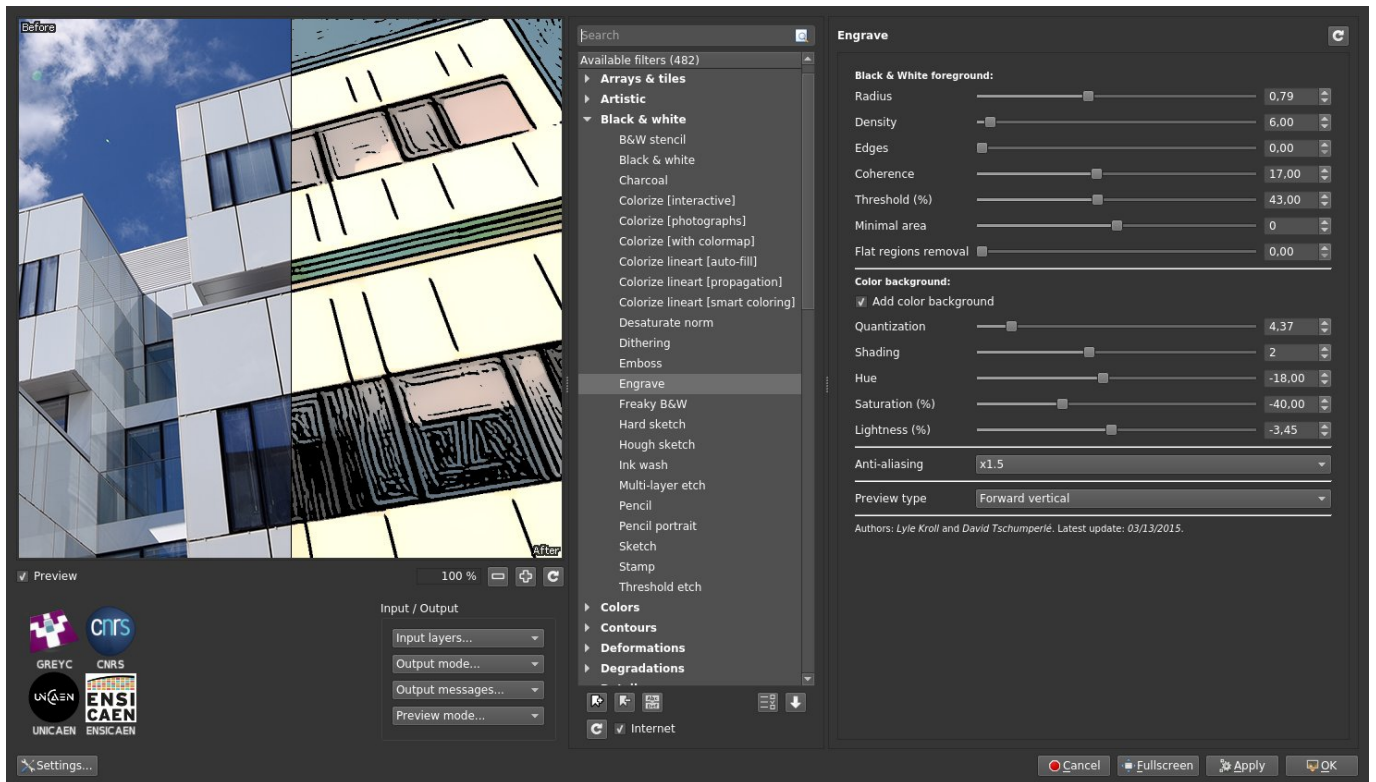 Before
After
Preview
100 %
GREYC
CNRS
cnrs
UNICAEN
ENSI
CAEN
UNICAEN
ENSICAEN
Input / Output
Input layers...
Output mode...
Output messages...
Preview mode...
Settings...
Search
Available filters (482)
Arrays & tiles
Artistic
Black & white
B&W stencil
Black & white
Charcoal
Colorize [interactive]
Colorize [photographs]
Colorize [with colormap]
Colorize lineart [auto-fill]
Colorize lineart [propagation]
Colorize lineart [smart coloring]
Desaturate norm
Dithering
Emboss
Engrave
Freaky B&W
Hard sketch
Hough sketch
Ink wash
Multi-layer etch
Pencil
Pencil portrait
Sketch
Stamp
Threshold etch
Colors
Contours
Deformations
Degradations
Internet
Engrave
Black & White foreground:
Radius 0,79
Density 6,00
Edges 0,00
Coherence 17,00
Threshold (%) 43,00
Minimal area 0
Flat regions removal 0,00
Color background:
Add color background
Quantization 4,37
Shading 2
Hue -18,00
Saturation (%) -40,00
Lightness (%) -3,45
Anti-aliasing x1.5
Preview type Forward vertical
Authors: Lyle Kroll and David Tschumperlé. Latest update: 03/13/2015.
Cancel
Fullscreen
Apply
OK